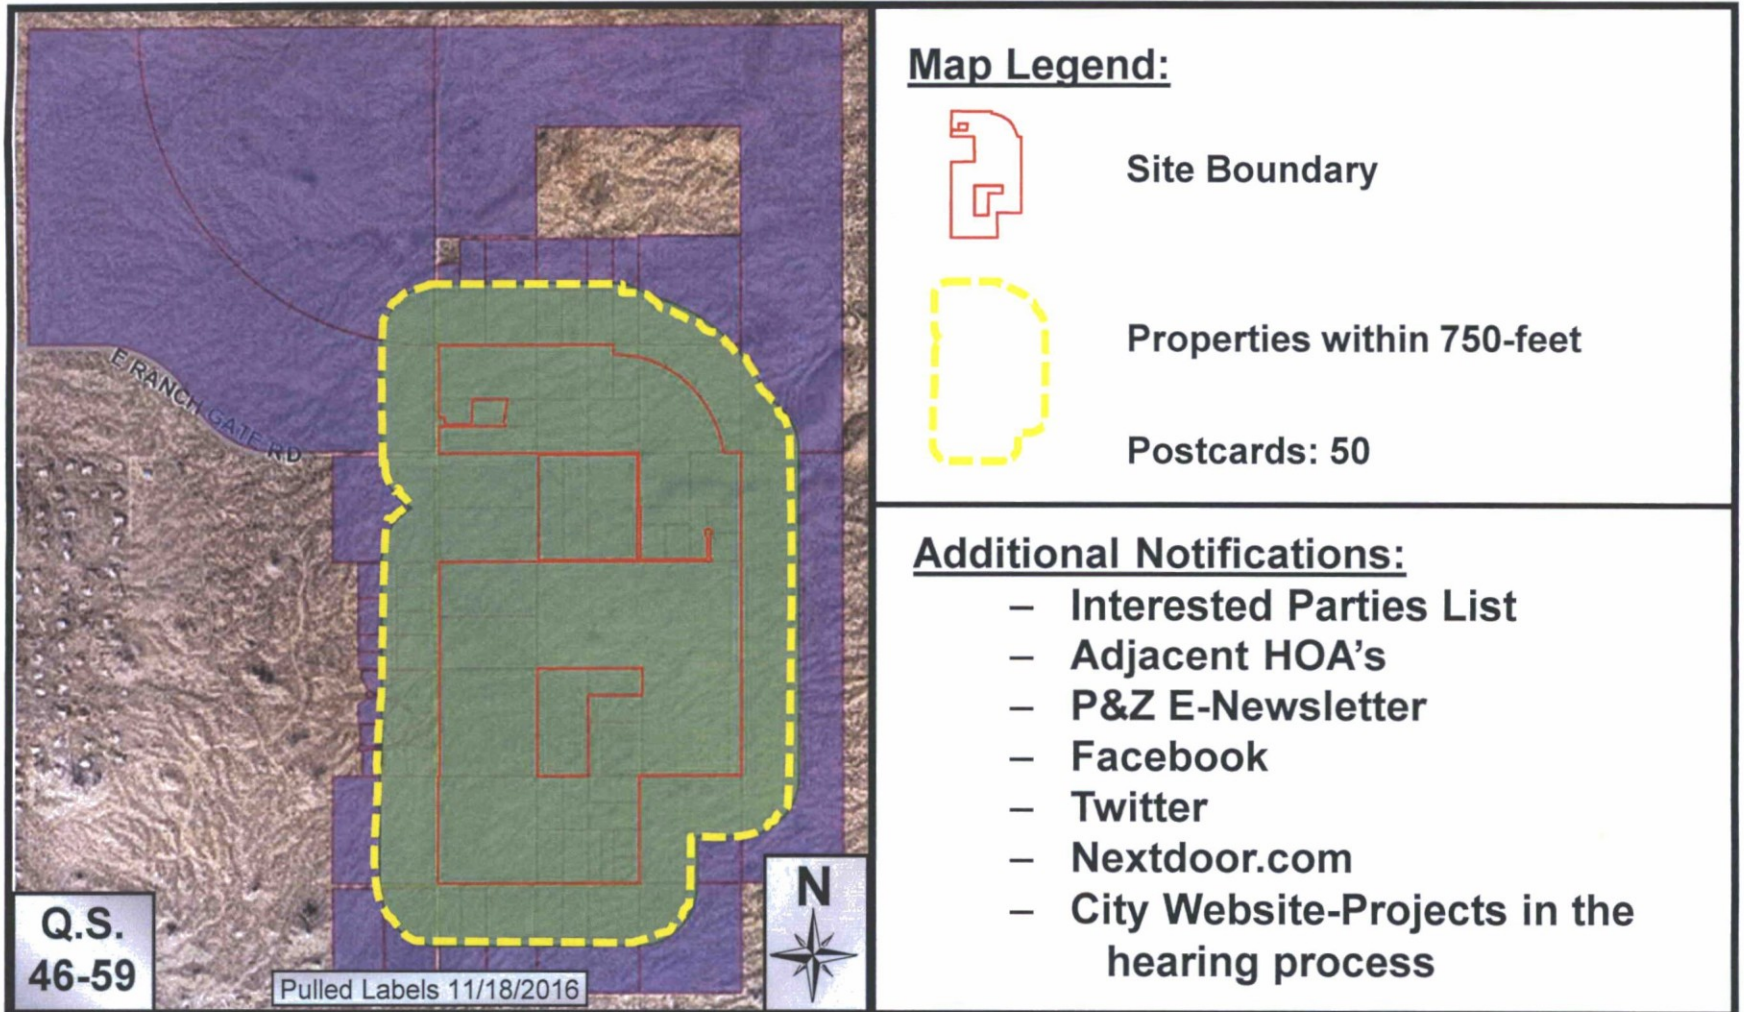 E RANCH GATE RD
Q.S.
46-59
Pulled Labels 11/18/2016
N
Map Legend:
Site Boundary
Properties within 750-feet
Postcards: 50
Additional Notifications:
– Interested Parties List
– Adjacent HOA's
– P&Z E-Newsletter
– Facebook
– Twitter
– Nextdoor.com
– City Website-Projects in the
hearing process